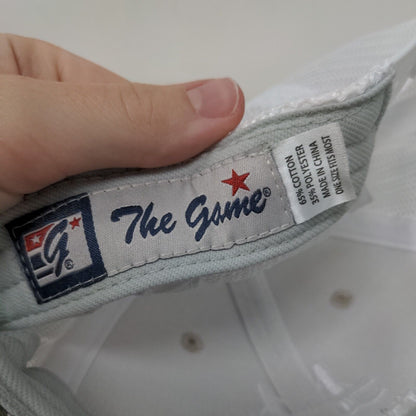 G®
The Game®
65% COTTON
35% POLYESTER
MADE IN CHINA
ONE SIZE FITS MOST